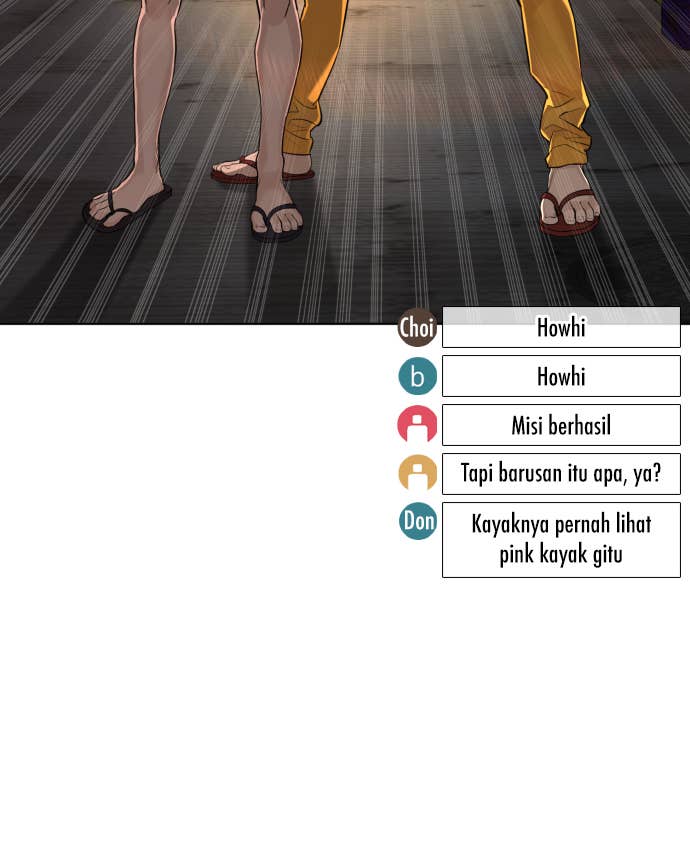 Choi Howhi
b Howhi
Misi berhasil
Tapi barusan itu apa, ya?
Don Kayaknya pernah lihat
pink kayak gitu